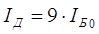 I_Д = 9 · I_Б0